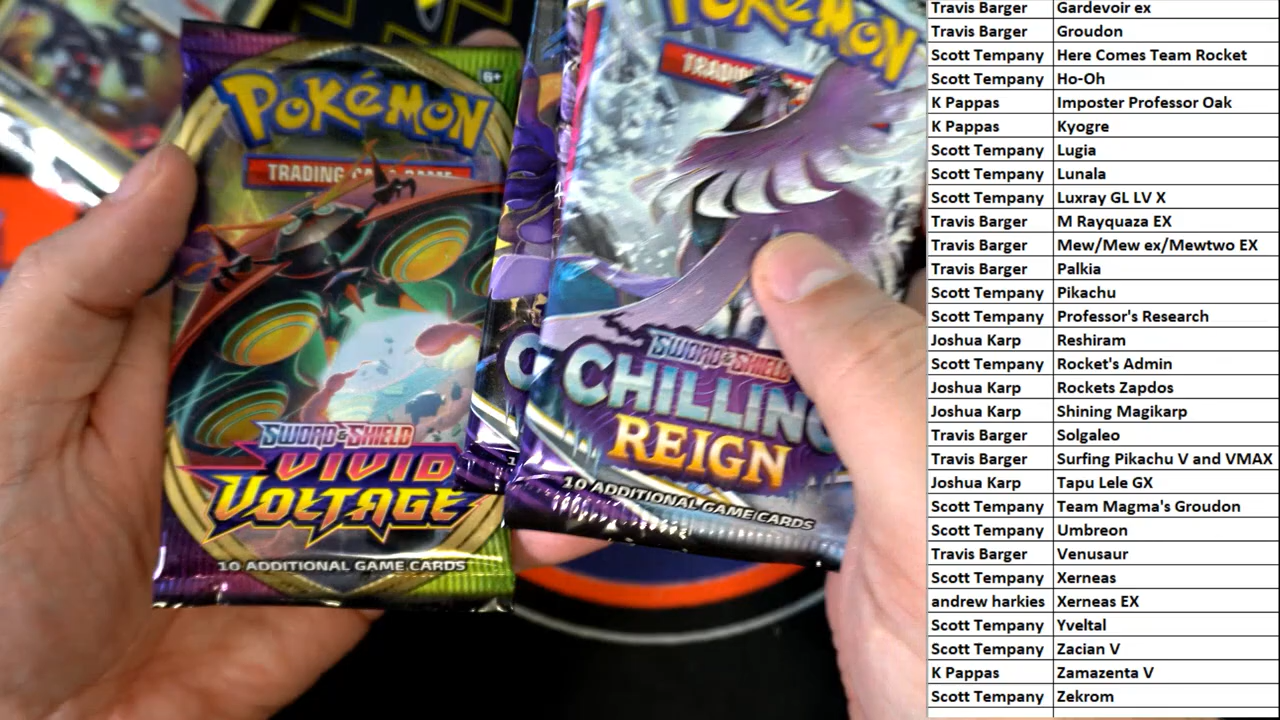 POKéMON
TRADING CARD GAME
6+
SWORD & SHIELD
VIVID
VOLTAGE
10 ADDITIONAL GAME CARDS
POKéMON
SWORD & SHIELD
CHILLING
REIGN
10 ADDITIONAL GAME CARDS
Travis Barger Gardevoir ex
Travis Barger Groudon
Scott Tempany Here Comes Team Rocket
Scott Tempany Ho-Oh
K Pappas Imposter Professor Oak
K Pappas Kyogre
Scott Tempany Lugia
Scott Tempany Lunala
Scott Tempany Luxray GL LV X
Travis Barger M Rayquaza EX
Travis Barger Mew/Mew ex/Mewtwo EX
Travis Barger Palkia
Scott Tempany Pikachu
Scott Tempany Professor's Research
Joshua Karp Reshiram
Scott Tempany Rocket's Admin
Joshua Karp Rockets Zapdos
Joshua Karp Shining Magikarp
Travis Barger Solgaleo
Travis Barger Surfing Pikachu V and VMAX
Joshua Karp Tapu Lele GX
Scott Tempany Team Magma's Groudon
Scott Tempany Umbreon
Travis Barger Venusaur
Scott Tempany Xerneas
andrew harkies Xerneas EX
Scott Tempany Yveltal
Scott Tempany Zacian V
K Pappas Zamazenta V
Scott Tempany Zekrom